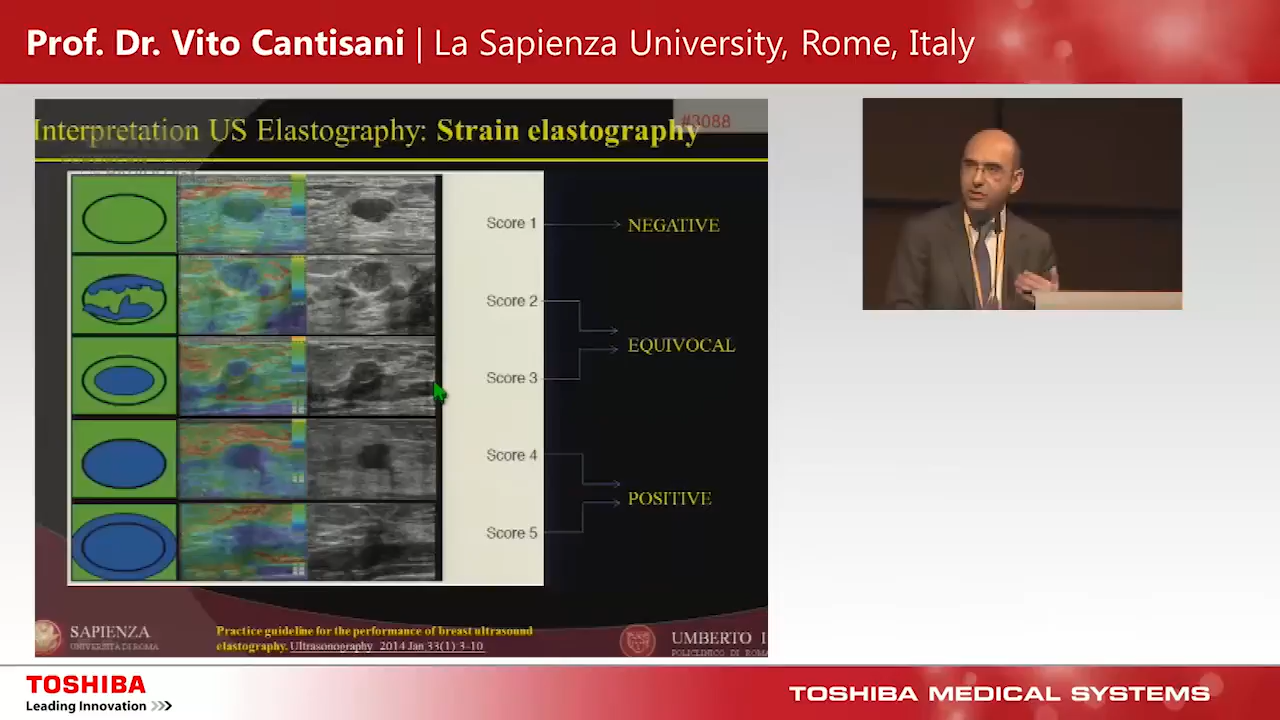 Prof. Dr. Vito Cantisani | La Sapienza University, Rome, Italy
#3088
Interpretation US Elastography: Strain elastography
Score 1
NEGATIVE
Score 2
EQUIVOCAL
Score 3
Score 4
POSITIVE
Score 5
SAPIENZA
UNIVERSITÀ DI ROMA
Practice guideline for the performance of breast ultrasound
elastography. Ultrasonography 2014 Jan 33(1):3-10
UMBERTO I
POLICLINICO DI ROMA
TOSHIBA
Leading Innovation >>>
TOSHIBA MEDICAL SYSTEMS